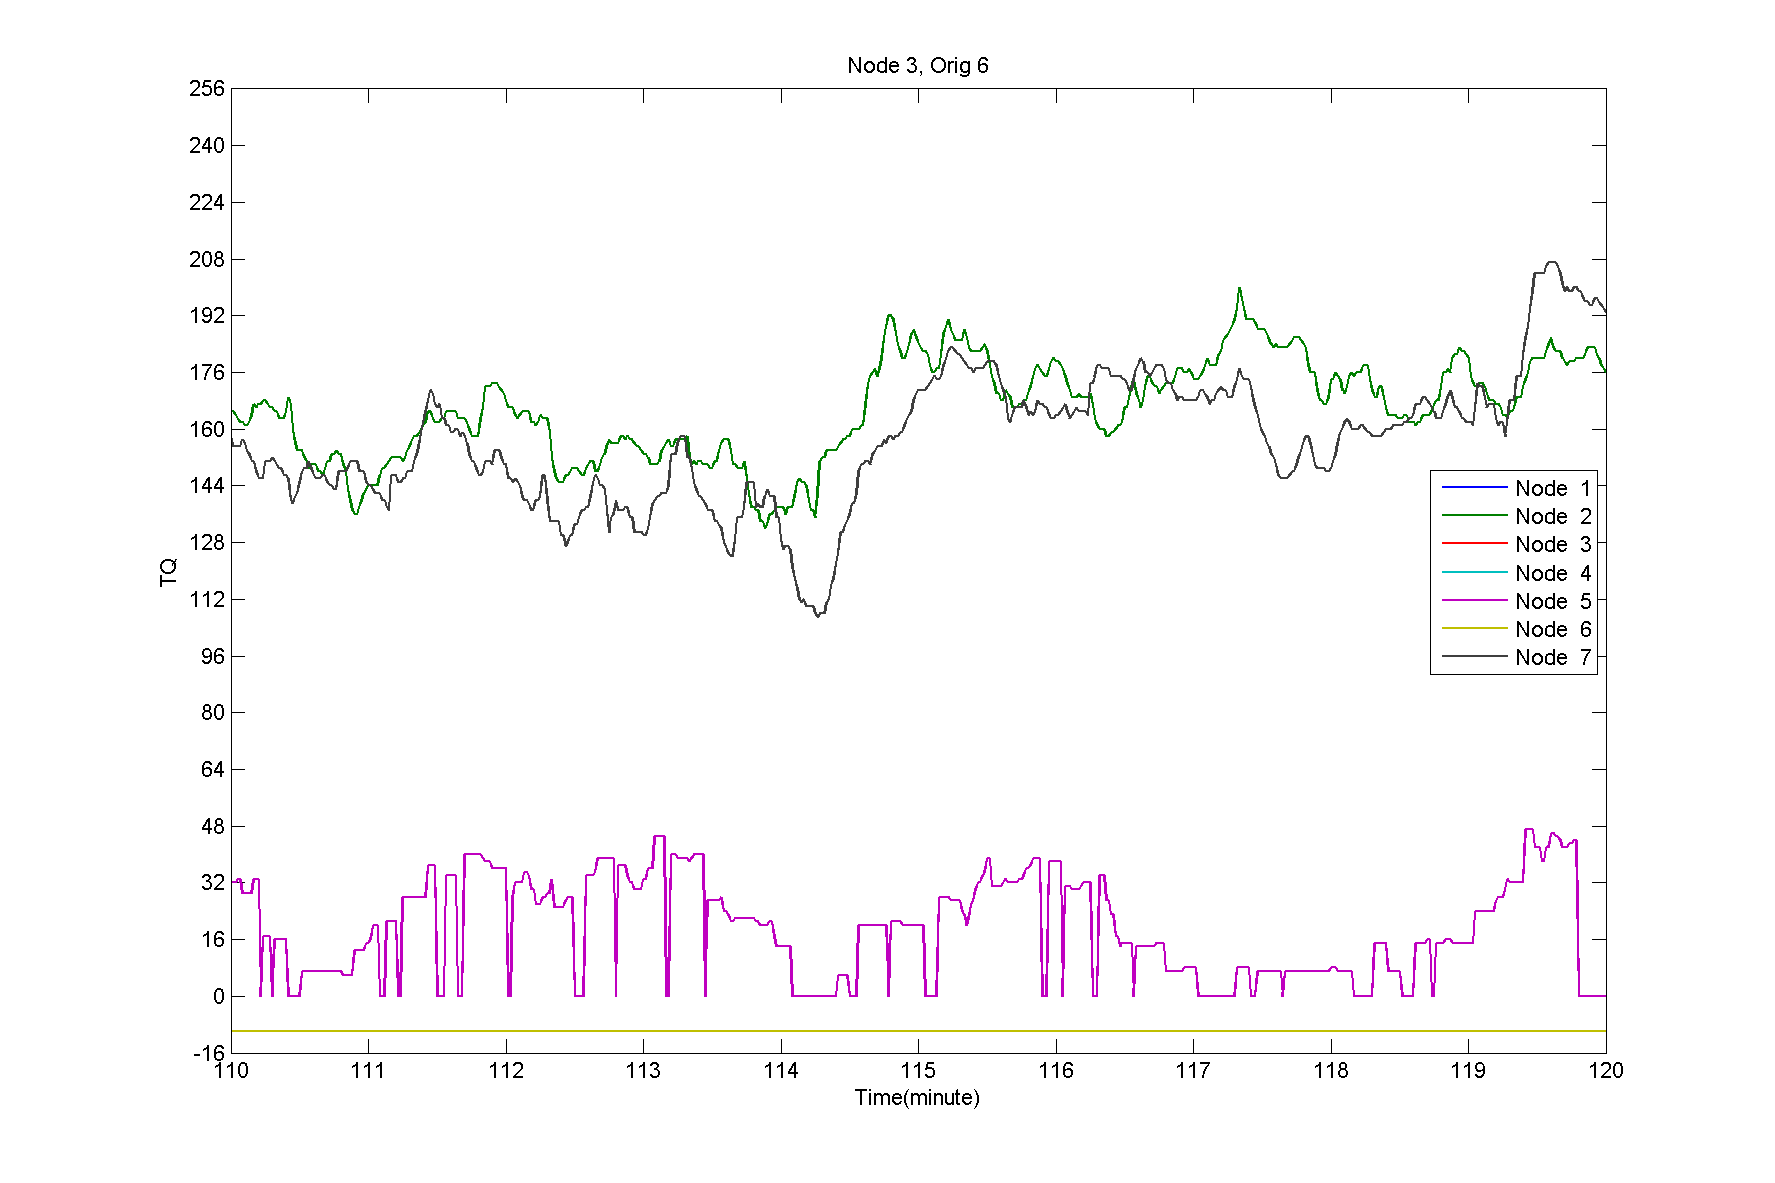 Node 3, Orig 6
256
240
224
208
192
176
160
144
128
112
96
80
64
48
32
16
0
-16
TQ
110 111 112 113 114 115 116 117 118 119 120
Time(minute)
Node 1
Node 2
Node 3
Node 4
Node 5
Node 6
Node 7